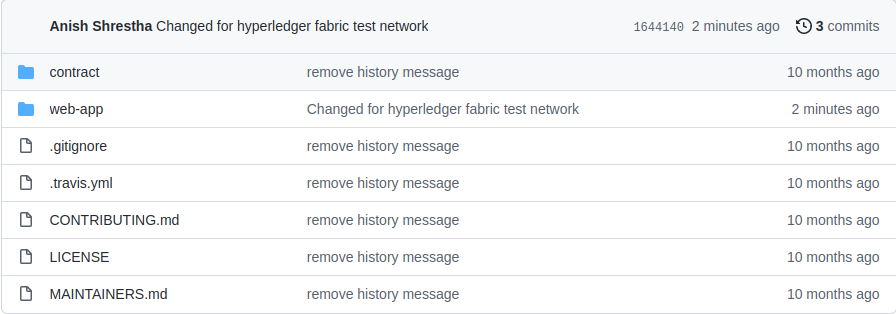 Anish Shrestha Changed for hyperledger fabric test network 1644140 2 minutes ago 3 commits
contract remove history message 10 months ago
web-app Changed for hyperledger fabric test network 2 minutes ago
.gitignore remove history message 10 months ago
.travis.yml remove history message 10 months ago
CONTRIBUTING.md remove history message 10 months ago
LICENSE remove history message 10 months ago
MAINTAINERS.md remove history message 10 months ago